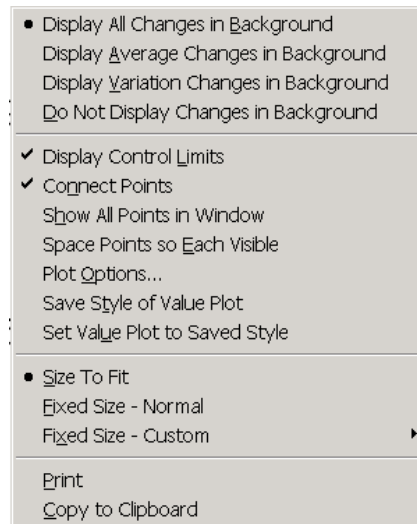 Display All Changes in Background
Display Average Changes in Background
Display Variation Changes in Background
Do Not Display Changes in Background
Display Control Limits
Connect Points
Show All Points in Window
Space Points so Each Visible
Plot Options...
Save Style of Value Plot
Set Value Plot to Saved Style
Size To Fit
Fixed Size - Normal
Fixed Size - Custom
Print
Copy to Clipboard